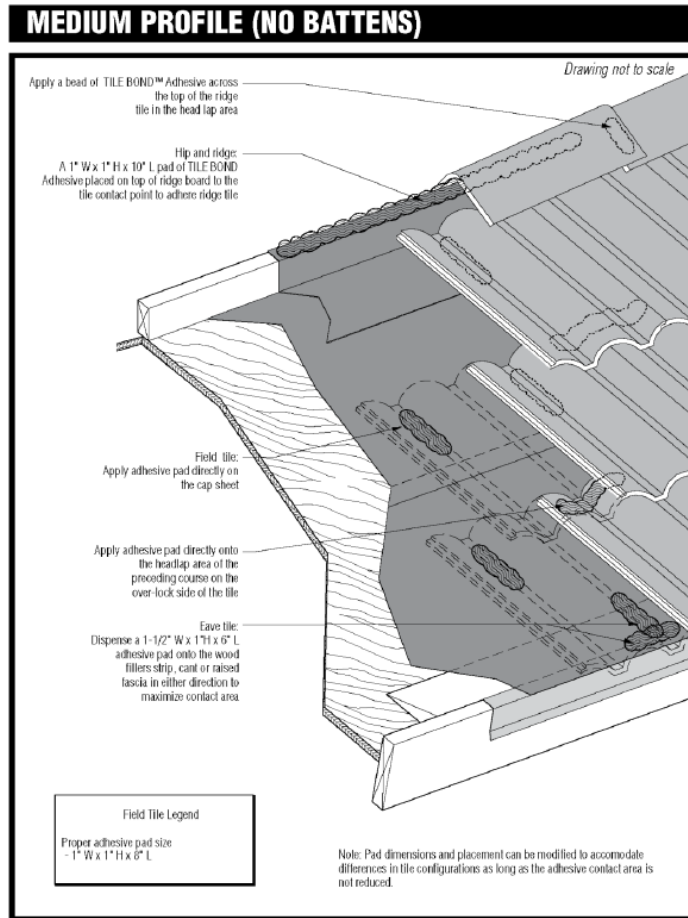 MEDIUM PROFILE (NO BATTENS)
Drawing not to scale
Apply a bead of TILE BOND™ Adhesive across
the top of the ridge
tile in the head lap area
Hip and ridge:
A 1" W x 1" H x 10" L pad of TILE BOND
Adhesive placed on top of ridge board to the
tile contact point to adhere ridge tile
Field tile:
Apply adhesive pad directly on
the cap sheet
Apply adhesive pad directly onto
the headlap area of the
preceding course on the
over-lock side of the tile
Eave tile:
Dispense a 1-1/2" W x 1"H x 6" L
adhesive pad onto the wood
fillers strip, cant or raised
fascia in either direction to
maximize contact area
Field Tile Legend
Proper adhesive pad size
- 1" W x 1" H x 8" L
Note: Pad dimensions and placement can be modified to accomodate
differences in tile configurations as long as the adhesive contact area is
not reduced.